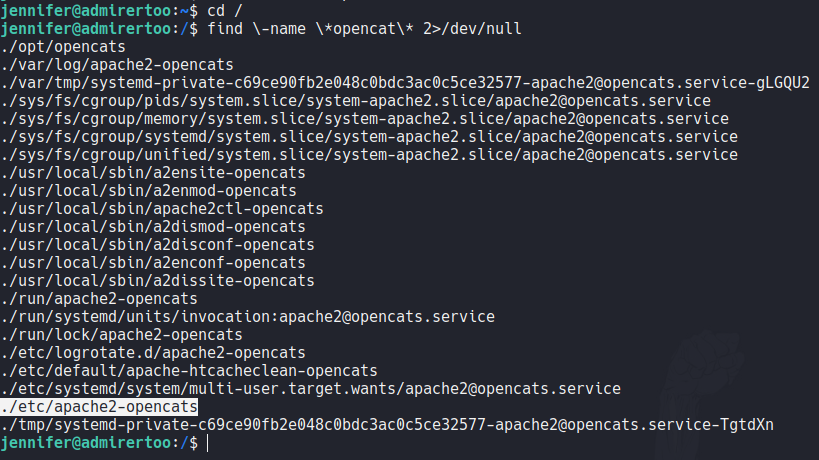 jennifer@admirertoo:~$ cd /
jennifer@admirertoo:/$ find \-name \*opencat\* 2>/dev/null
./opt/opencats
./var/log/apache2-opencats
./var/tmp/systemd-private-c69ce90fb2e048c0bdc3ac0c5ce32577-apache2@opencats.service-gLGQU2
./sys/fs/cgroup/pids/system.slice/system-apache2.slice/apache2@opencats.service
./sys/fs/cgroup/memory/system.slice/system-apache2.slice/apache2@opencats.service
./sys/fs/cgroup/systemd/system.slice/system-apache2.slice/apache2@opencats.service
./sys/fs/cgroup/unified/system.slice/system-apache2.slice/apache2@opencats.service
./usr/local/sbin/a2ensite-opencats
./usr/local/sbin/a2enmod-opencats
./usr/local/sbin/apache2ctl-opencats
./usr/local/sbin/a2dismod-opencats
./usr/local/sbin/a2disconf-opencats
./usr/local/sbin/a2enconf-opencats
./usr/local/sbin/a2dissite-opencats
./run/apache2-opencats
./run/systemd/units/invocation:apache2@opencats.service
./run/lock/apache2-opencats
./etc/logrotate.d/apache2-opencats
./etc/default/apache-htcacheclean-opencats
./etc/systemd/system/multi-user.target.wants/apache2@opencats.service
./etc/apache2-opencats
./tmp/systemd-private-c69ce90fb2e048c0bdc3ac0c5ce32577-apache2@opencats.service-TgtdXn
jennifer@admirertoo:/$